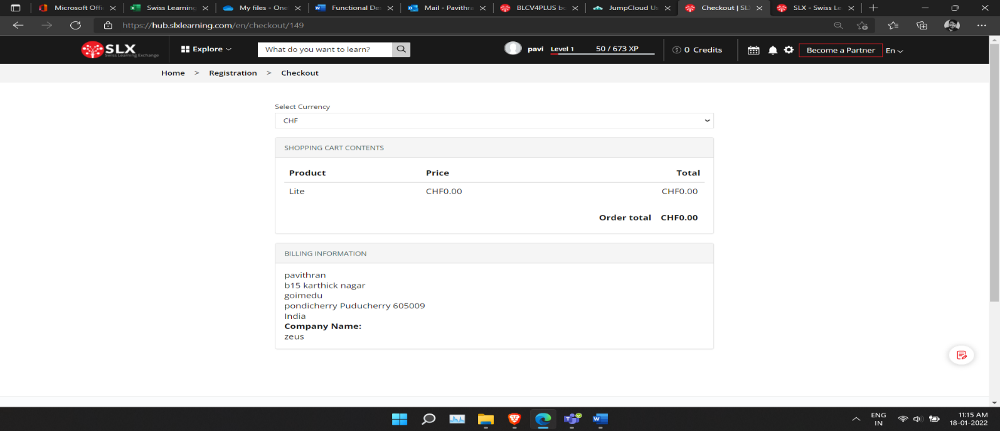 Microsoft Offi
Swiss Learning
My files - One
Functional De
Mail - Pavithra
BLCV4PLUS bo
JumpCloud Us
Checkout | SL
SLX - Swiss Le
https://hub.slxlearning.com/en/checkout/149
SLX
Swiss Learning Exchange
Explore
What do you want to learn?
pavi Level 1 50 / 673 XP
0 Credits
Become a Partner
En
Home > Registration > Checkout
Select Currency
CHF
SHOPPING CART CONTENTS
Product Price Total
Lite CHF0.00 CHF0.00
Order total CHF0.00
BILLING INFORMATION
pavithran
b15 karthick nagar
goimedu
pondicherry Puducherry 605009
India
Company Name:
zeus
ENG
IN
11:15 AM
18-01-2022